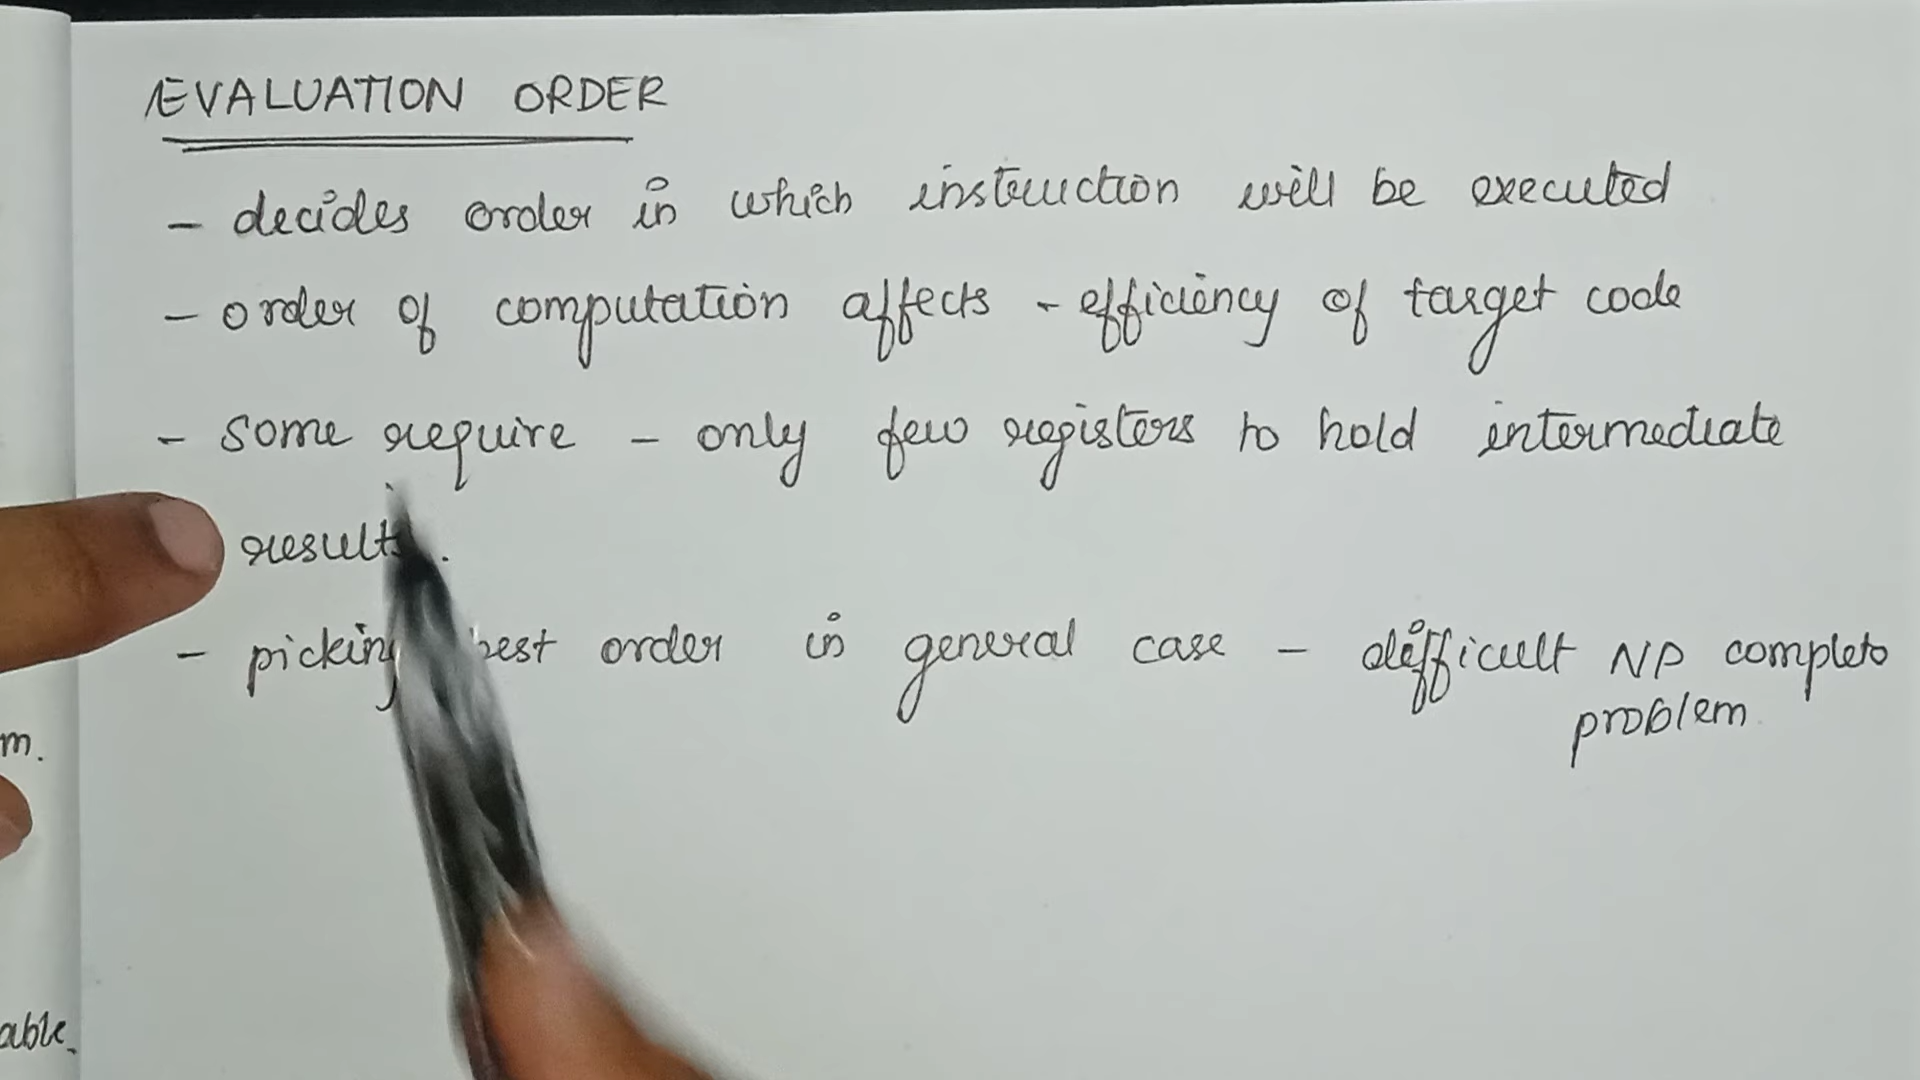 EVALUATION ORDER
- decides order in which instruction will be executed
- order of computation affects - efficiency of target code
- some require - only few registers to hold intermediate
results.
- picking best order in general case - difficult NP complete
problem
m.
able.